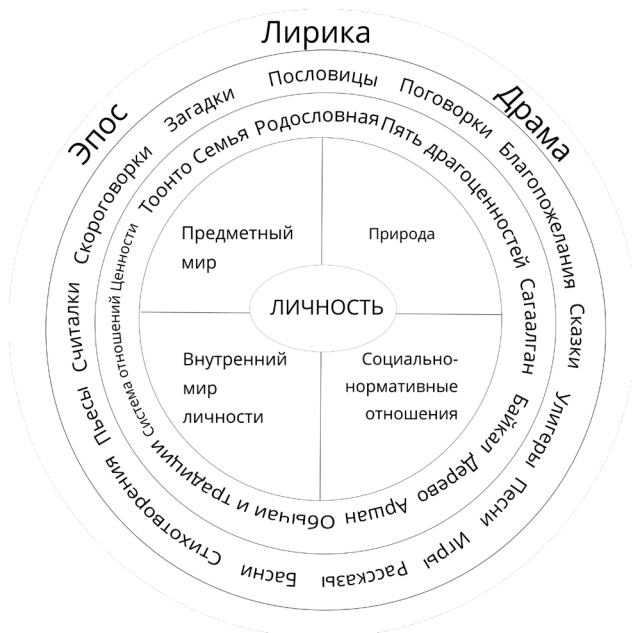 Лирика
Эпос
Драма
Пословицы
Поговорки
Благопожелания
Сказки
Улигеры
Песни
Игры
Рассказы
Басни
Стихотворения
Пьесы
Считалки
Скороговорки
Загадки
Тоонто Семья Родословная
Пять драгоценностей
Сагаалган
Байкал
Дерево
Аршан
Обычаи и традиции
Система отношений
Ценности
Предметный
мир
Природа
ЛИЧНОСТЬ
Внутренний
мир
личности
Социально-
нормативные
отношения